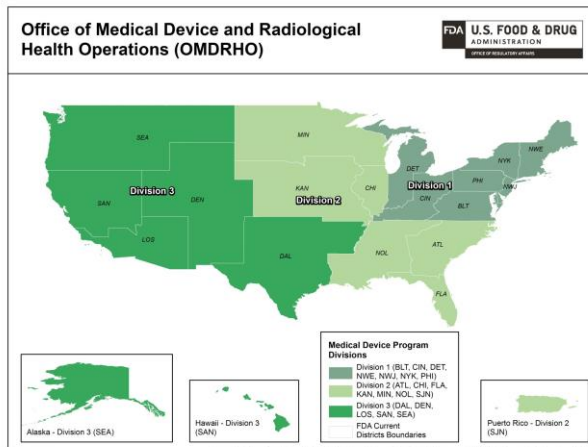 Office of Medical Device and Radiological
Health Operations (OMDRHO)
FDA U.S. FOOD & DRUG
ADMINISTRATION
OFFICE OF REGULATORY AFFAIRS
SEA
MIN
NWE
DET
NYK
Division 3
SAN
DEN
KAN
Division 2
CHI
Division 1
PHI
NWJ
CIN
BLT
LOS
DAL
NOL
ATL
FLA
Medical Device Program
Divisions
Division 1 (BLT, CIN, DET,
NWE, NWJ, NYK, PHI)
Division 2 (ATL, CHI, FLA,
KAN, MIN, NOL, SJN)
Division 3 (DAL, DEN,
LOS, SAN, SEA)
FDA Current
Districts Boundaries
Alaska - Division 3 (SEA)
Hawaii - Division 3
(SAN)
Puerto Rico - Division 2
(SJN)